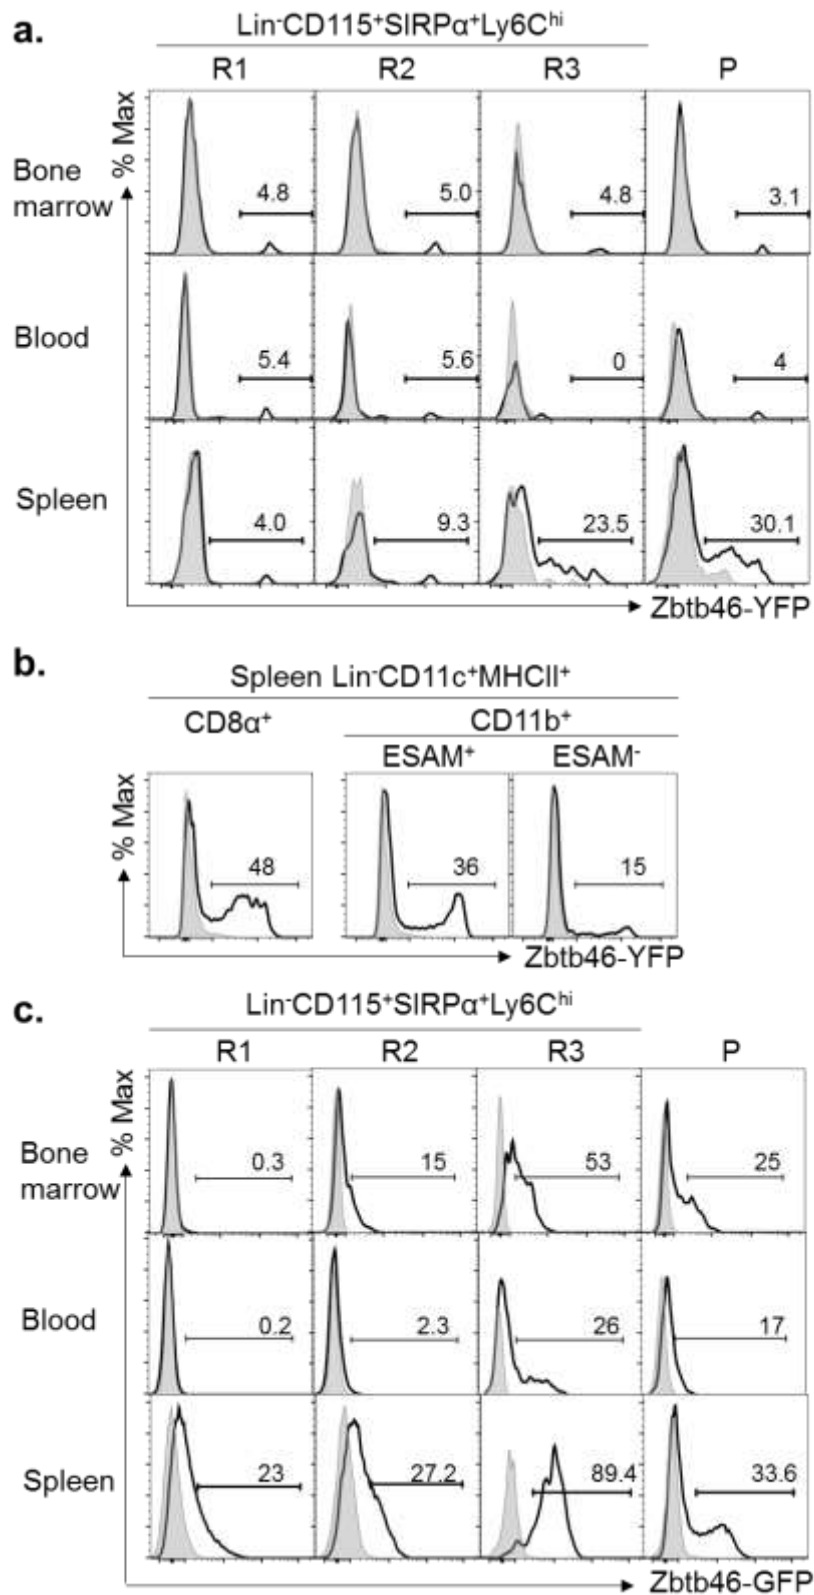 a.
Lin⁻CD115⁺SIRPα⁺Ly6Cʰⁱ
R1 R2 R3 P
% Max
Bone marrow
4.8 5.0 4.8 3.1
Blood
5.4 5.6 0 4
Spleen
4.0 9.3 23.5 30.1
Zbtb46-YFP
b.
Spleen Lin⁻CD11c⁺MHCII⁺
CD8α⁺ CD11b⁺
ESAM⁺ ESAM⁻
% Max
48 36 15
Zbtb46-YFP
c.
Lin⁻CD115⁺SIRPα⁺Ly6Cʰⁱ
R1 R2 R3 P
% Max
Bone marrow
0.3 15 53 25
Blood
0.2 2.3 26 17
Spleen
23 27.2 89.4 33.6
Zbtb46-GFP